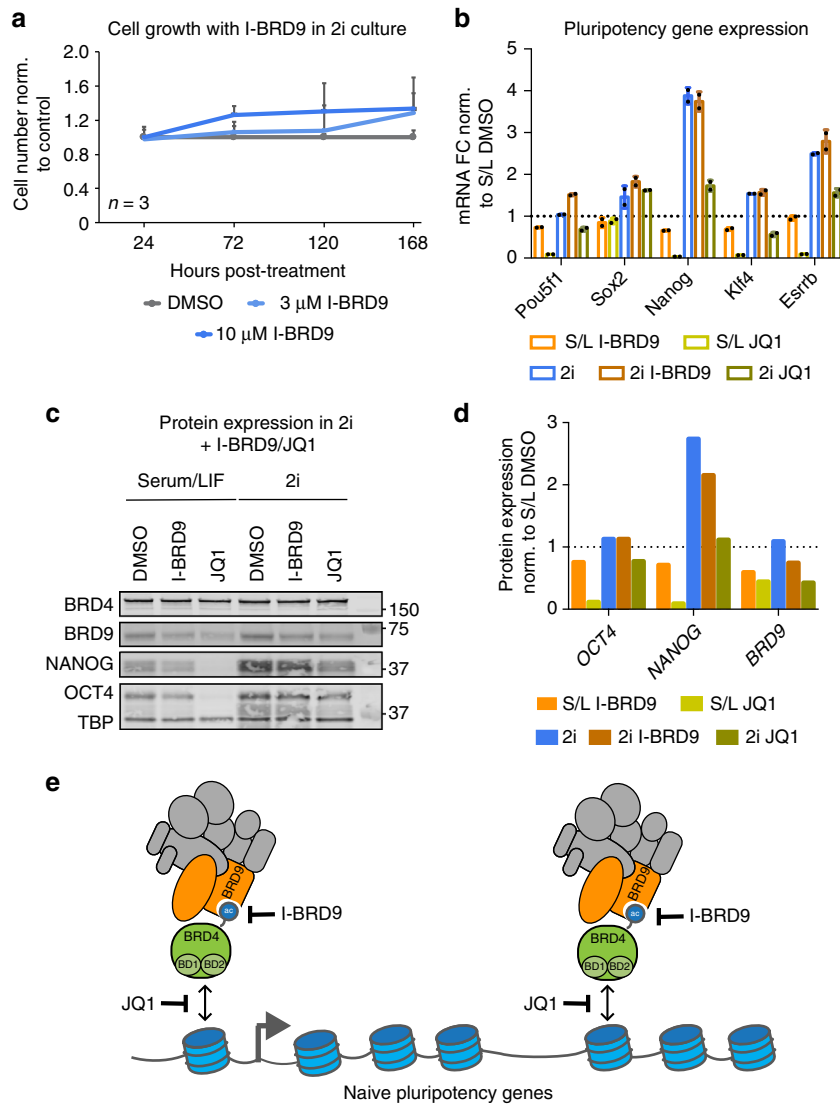 a
Cell growth with I-BRD9 in 2i culture
Cell number norm.
to control
2.0
1.6
1.2
0.8
0.4
0
n = 3
24
72
120
168
Hours post-treatment
DMSO
3 μM I-BRD9
10 μM I-BRD9
b
Pluripotency gene expression
mRNA FC norm.
to S/L DMSO
5
4
3
2
1
0
Pou5f1
Sox2
Nanog
Klf4
Esrrb
S/L I-BRD9
S/L JQ1
2i
2i I-BRD9
2i JQ1
c
Protein expression in 2i
+ I-BRD9/JQ1
Serum/LIF
2i
DMSO
I-BRD9
JQ1
DMSO
I-BRD9
JQ1
BRD4
150
BRD9
75
NANOG
37
OCT4
37
TBP
d
Protein expression
norm. to S/L DMSO
3
2
1
0
OCT4
NANOG
BRD9
S/L I-BRD9
S/L JQ1
2i
2i I-BRD9
2i JQ1
e
BRD9
ac
I-BRD9
BRD4
BD1
BD2
JQ1
BRD9
ac
I-BRD9
BRD4
BD1
BD2
JQ1
Naive pluripotency genes